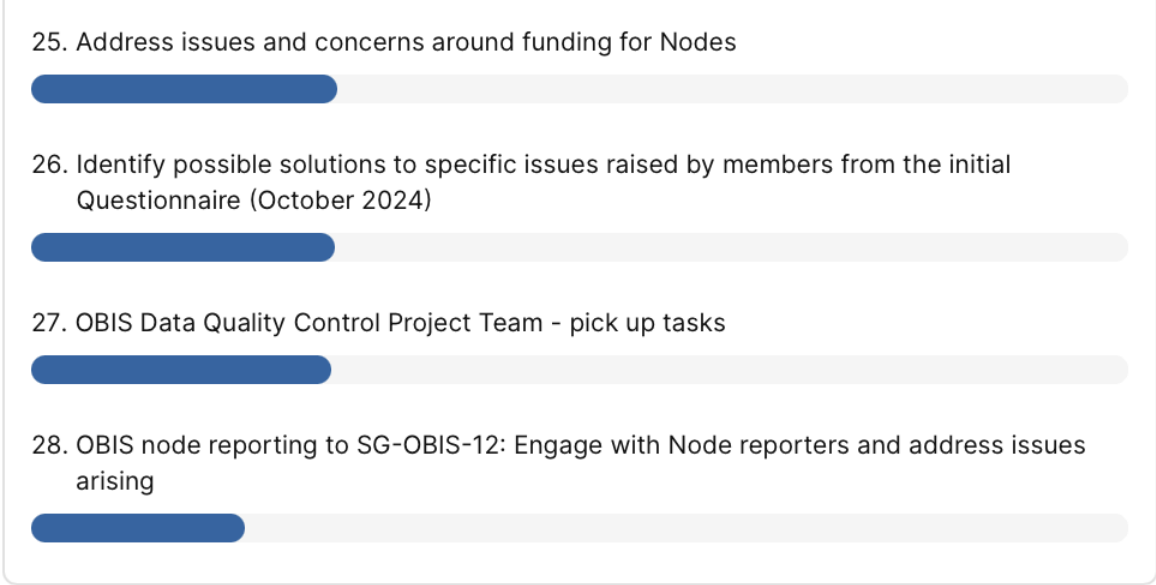 25. Address issues and concerns around funding for Nodes
26. Identify possible solutions to specific issues raised by members from the initial
Questionnaire (October 2024)
27. OBIS Data Quality Control Project Team - pick up tasks
28. OBIS node reporting to SG-OBIS-12: Engage with Node reporters and address issues
arising